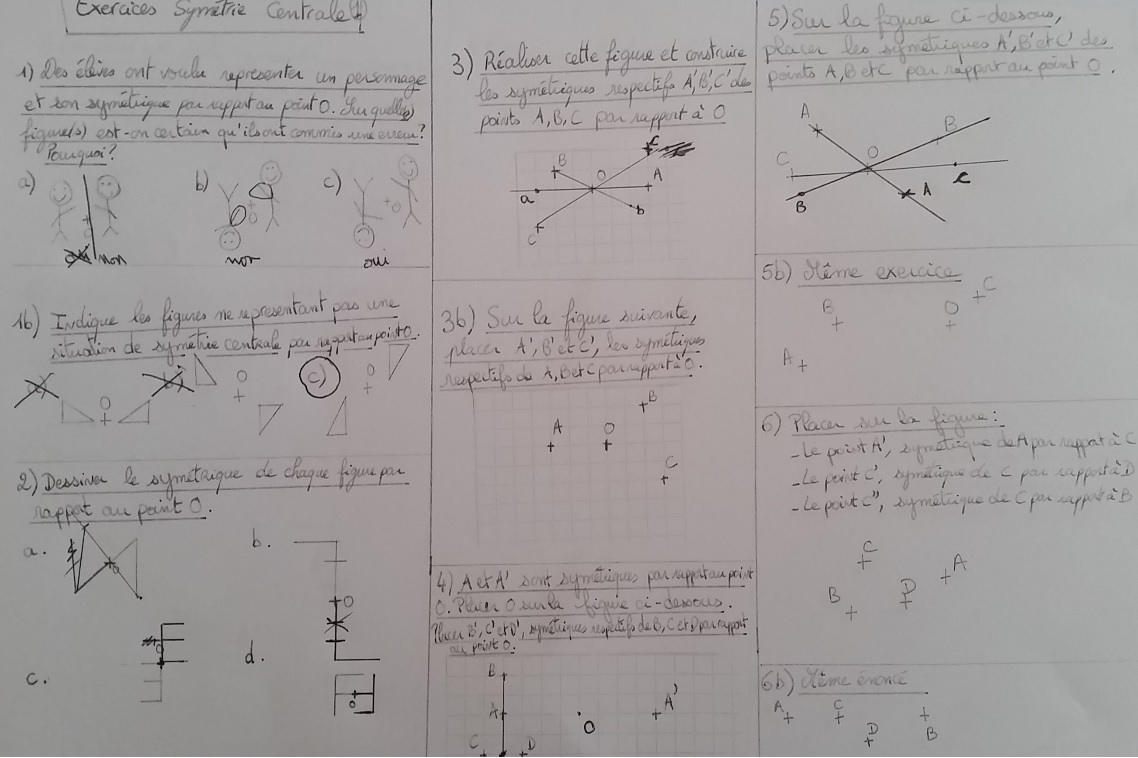 Exercices Symétrie Centrale (1)
1) Des élèves ont voulu représenter un personnage
et son symétrique par rapport au point O. Sur quelle(s)
figure(s) est-on certain qu'ils ont commis une erreur?
Pourquoi?
a)
b)
c)
non
non
oui
1b) Indique les figures ne représentant pas une
situation de symétrie centrale par rapport au point O.
a)
b)
O
c)
O
O
2) Dessiner le symétrique de chaque figure par
rapport au point O.
a.
O
b.
O
c.
d.
3) Réaliser cette figure et construire
les symétriques respectifs A', B', C' des
points A, B, C par rapport à O
B
O
A
a
b
C
3b) Sur la figure suivante,
placer A', B' et C', les symétriques
respectifs de A, B et C par rapport à O.
B
A
O
C
4) A et A' sont symétriques par rapport au point
O. Placer O sur la figure ci-dessous.
Placer B', C' et D', symétriques respectifs de B, C et D par rapport
au point O.
B
A
A'
O
C
D
5) Sur la figure ci-dessous,
placer les symétriques A', B' et C' des
points A, B et C par rapport au point O.
A
B
C
O
c
A
B
5b) Même exercice
C
B
O
A
6) Placer sur la figure:
- Le point A', symétrique de A par rapport à C
- Le point C', symétrique de C par rapport à D
- Le point C'', symétrique de C par rapport à B
C
A
B
D
6b) Même énoncé
A
C
D
B